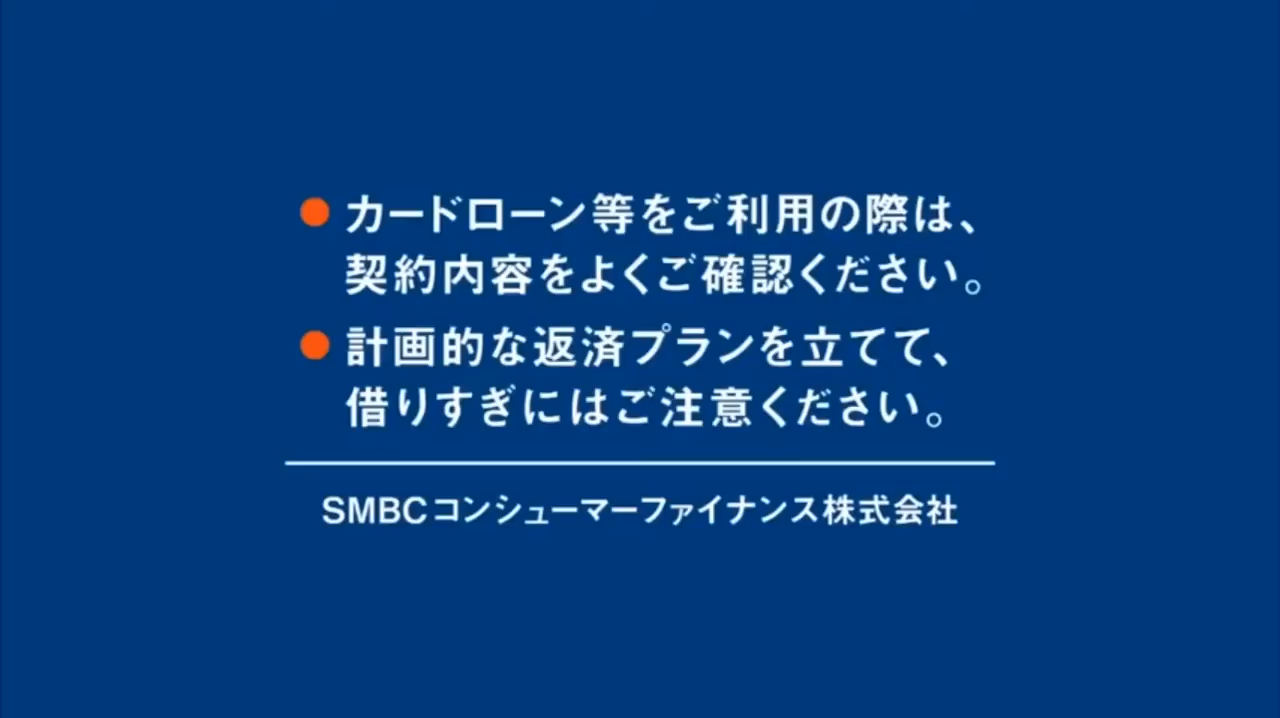 ● カードローン等をご利用の際は、
契約内容をよくご確認ください。
● 計画的な返済プランを立てて、
借りすぎにはご注意ください。
SMBCコンシューマーファイナンス株式会社